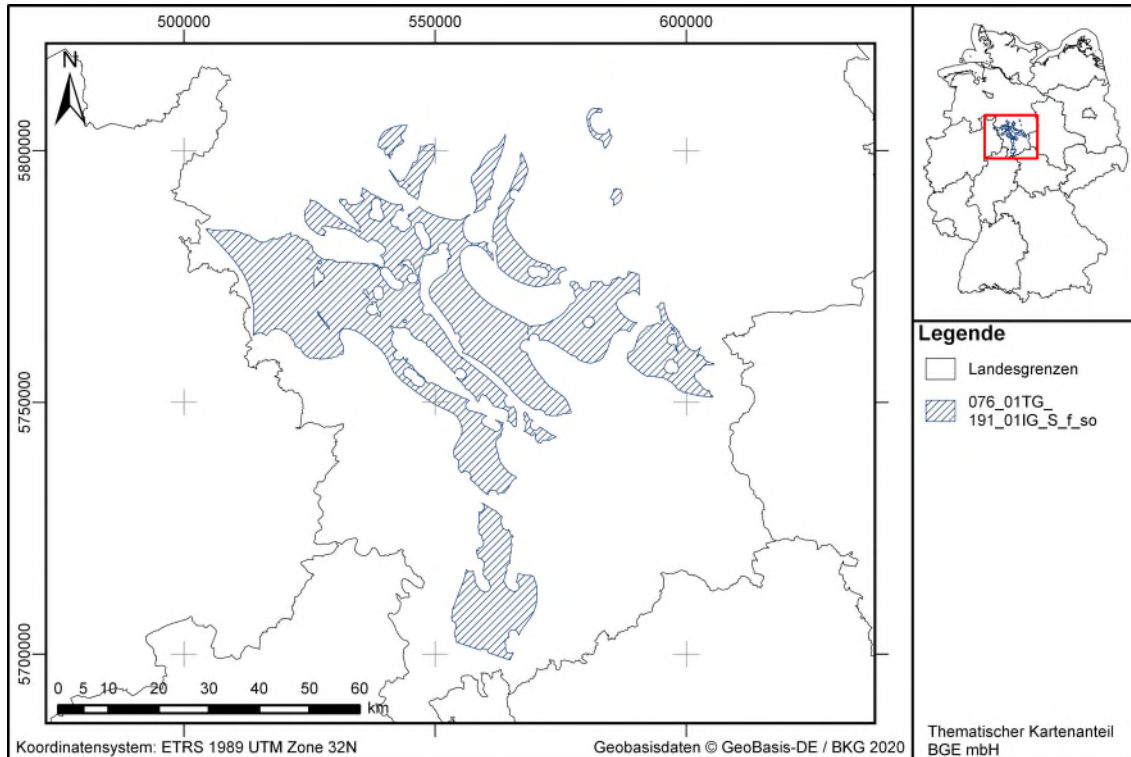 500000
550000
600000
N
5800000
5750000
5700000
0 5 10 20 30 40 50 60
km
Koordinatensystem: ETRS 1989 UTM Zone 32N
Geobasisdaten © GeoBasis-DE / BKG 2020
Legende
Landesgrenzen
076_01TG_
191_01IG_S_f_so
Thematischer Kartenanteil
BGE mbH